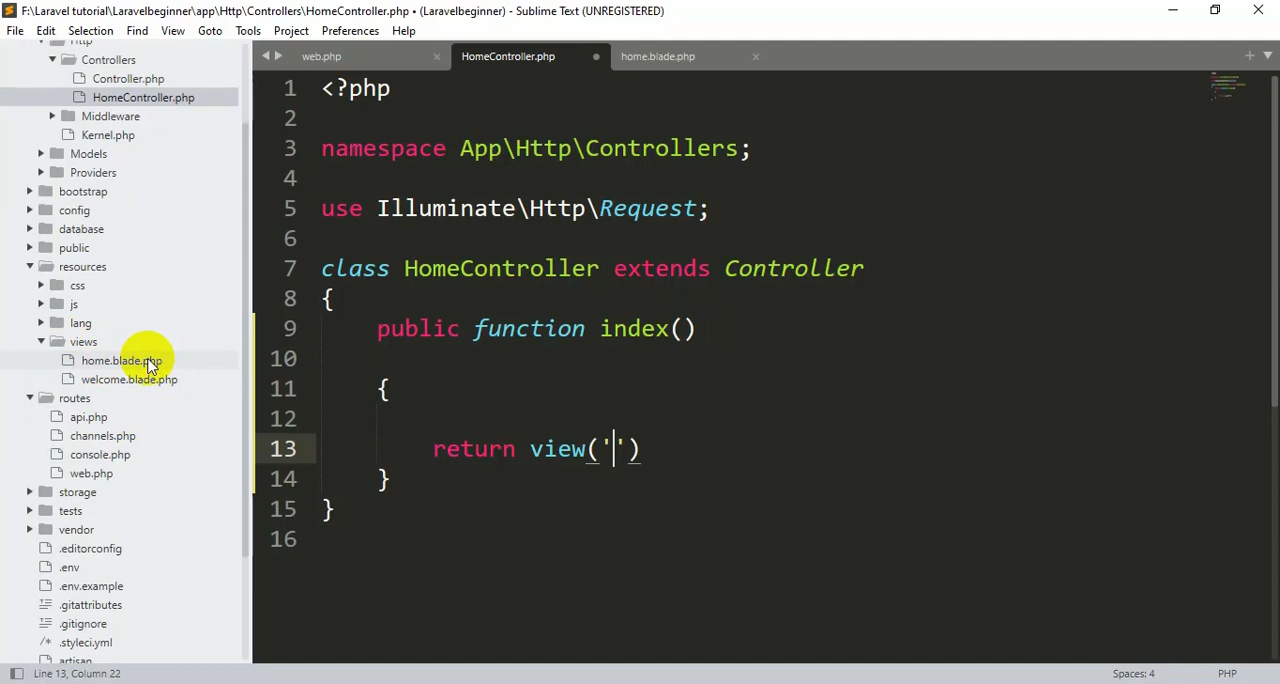 F:\Laravel tutorial\Laravelbeginner\app\Http\Controllers\HomeController.php • (Laravelbeginner) - Sublime Text (UNREGISTERED)
File Edit Selection Find View Goto Tools Project Preferences Help
Http
Controllers
Controller.php
HomeController.php
Middleware
Kernel.php
Models
Providers
bootstrap
config
database
public
resources
css
js
lang
views
home.blade.php
welcome.blade.php
routes
api.php
channels.php
console.php
web.php
storage
tests
vendor
.editorconfig
.env
.env.example
.gitattributes
.gitignore
/* .styleci.yml
artisan
web.php × HomeController.php • home.blade.php ×
1 <?php
2
3 namespace App\Http\Controllers;
4
5 use Illuminate\Http\Request;
6
7 class HomeController extends Controller
8 {
9 public function index()
10
11 {
12
13 return view('')
14 }
15 }
16
Line 13, Column 22 Spaces: 4 PHP